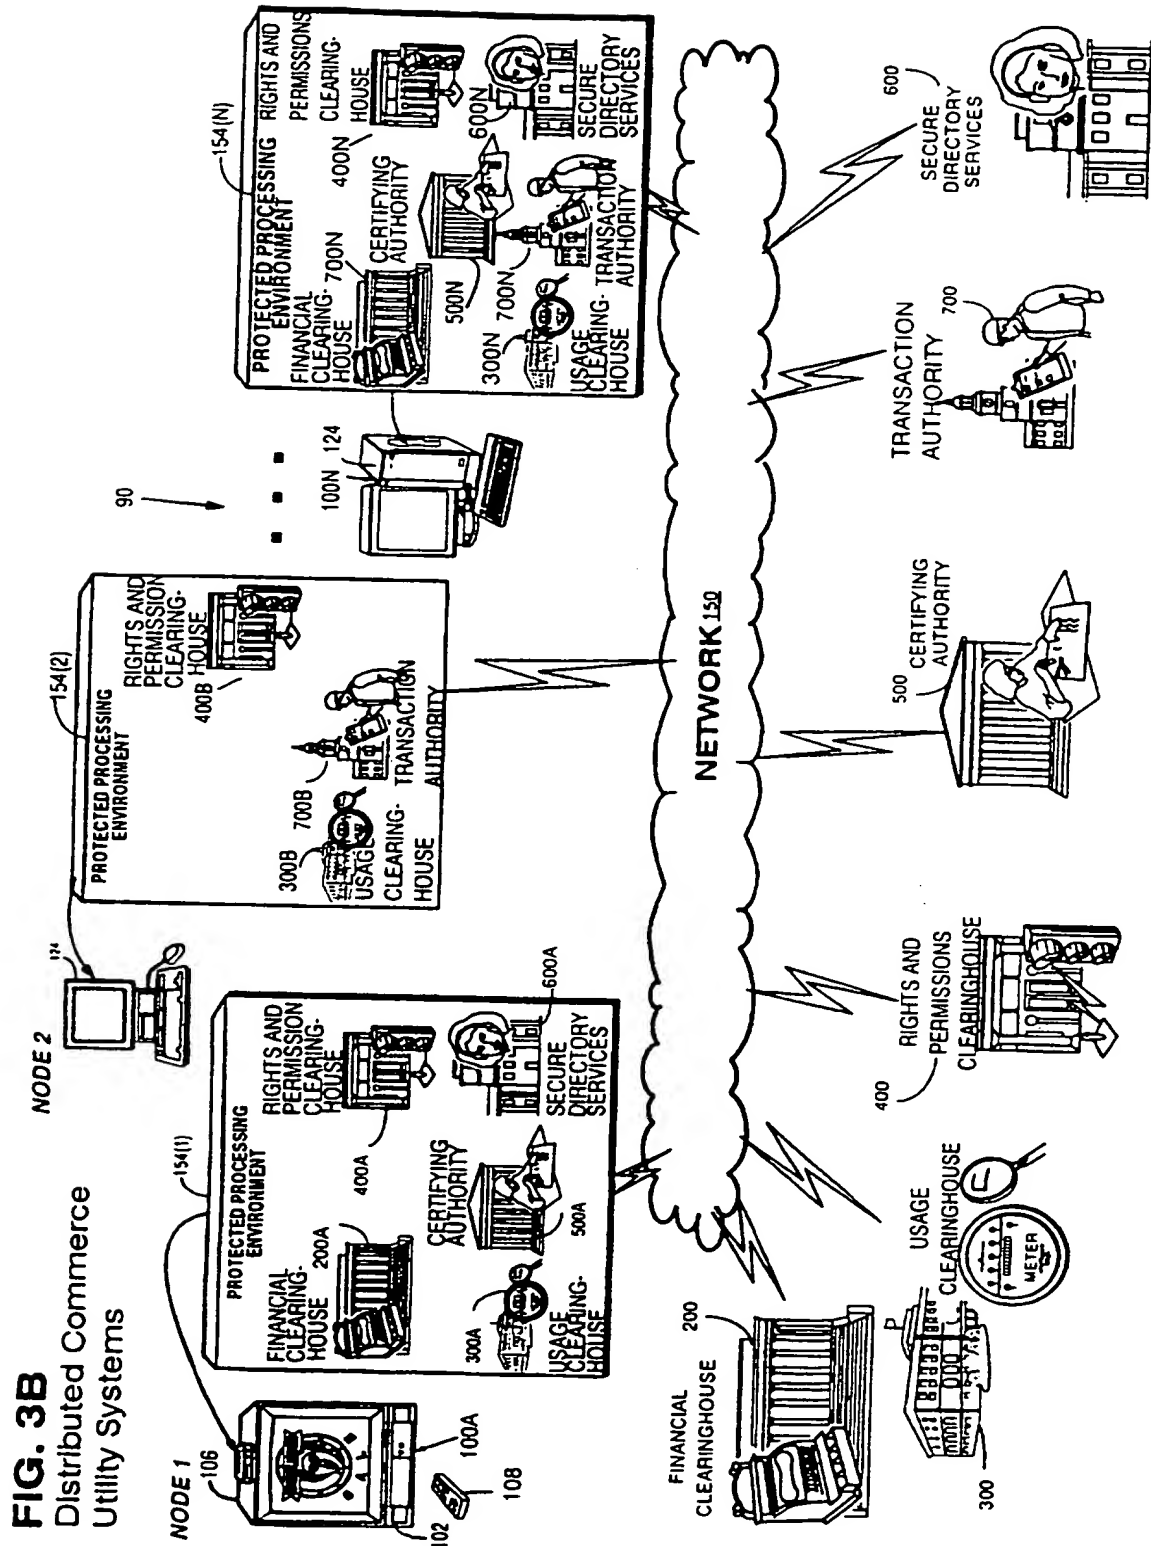 FIG. 3B
Distributed Commerce
Utility Systems
NODE 1
106
102
100A
108
154(1)
PROTECTED PROCESSING
ENVIRONMENT
FINANCIAL
CLEARING-
HOUSE
200A
RIGHTS AND
PERMISSION
CLEARING-
HOUSE
400A
300A
USAGE
CLEARING-
HOUSE
CERTIFYING
AUTHORITY
500A
600A
SECURE
DIRECTORY
SERVICES
NODE 2
124
154(2)
PROTECTED PROCESSING
ENVIRONMENT
RIGHTS AND
PERMISSION
CLEARING-
HOUSE
400B
300B
USAGE
CLEARING-
HOUSE
700B
TRANSACTION
AUTHORITY
90
100N
124
154(N)
PROTECTED PROCESSING
ENVIRONMENT
FINANCIAL
CLEARING-
HOUSE
700N
CERTIFYING
AUTHORITY
500N
RIGHTS AND
PERMISSIONS
CLEARING-
HOUSE
400N
300N
USAGE
CLEARING-
HOUSE
700N
TRANSACTION
AUTHORITY
600N
SECURE
DIRECTORY
SERVICES
NETWORK 150
FINANCIAL
CLEARINGHOUSE
200
300
USAGE
CLEARINGHOUSE
METER
400
RIGHTS AND
PERMISSIONS
CLEARINGHOUSE
500
CERTIFYING
AUTHORITY
TRANSACTION
AUTHORITY
700
SECURE
DIRECTORY
SERVICES
600